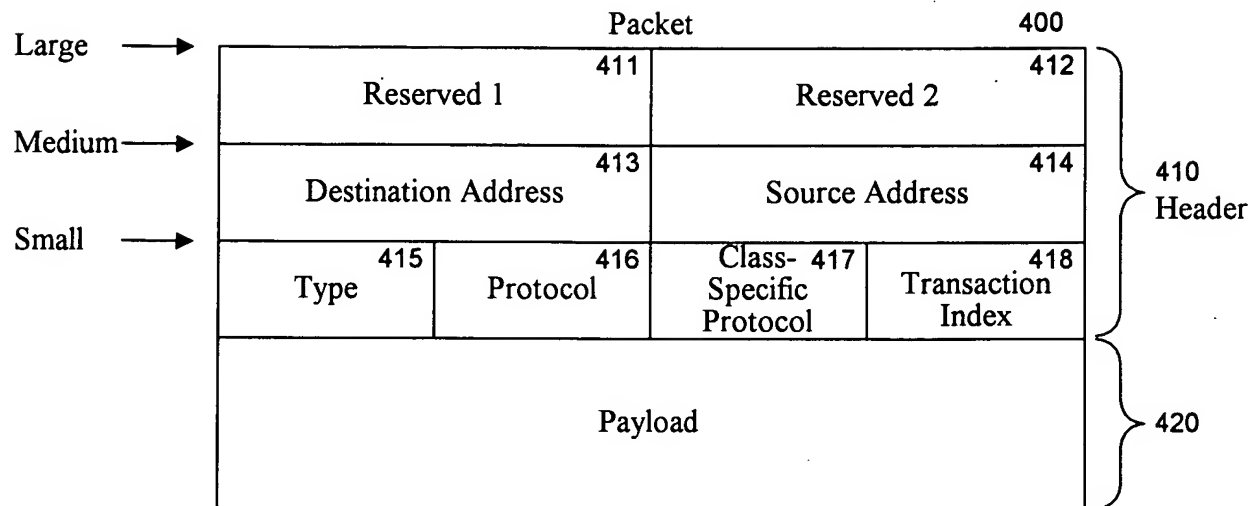 Packet 400
Large
411 412
Reserved 1 Reserved 2
Medium
413 414
Destination Address Source Address
410
Header
Small
415 416 Class- 417 418
Type Protocol Specific Transaction
Protocol Index
Payload 420